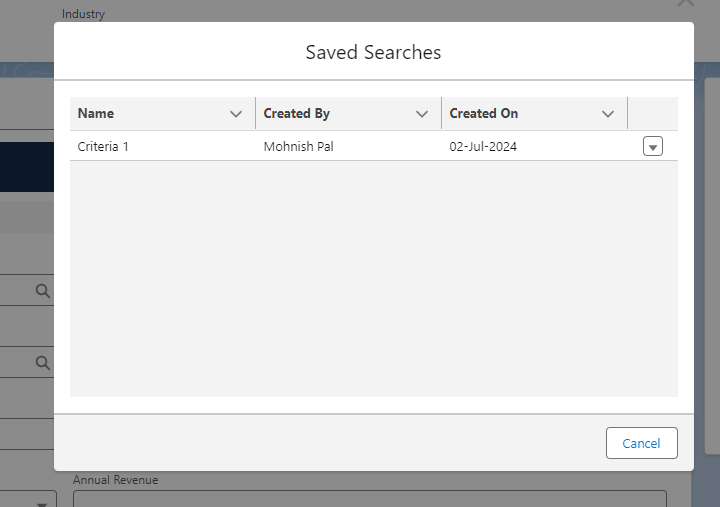 Industry
Saved Searches
Name Created By Created On
Criteria 1 Mohnish Pal 02-Jul-2024
Cancel
Annual Revenue